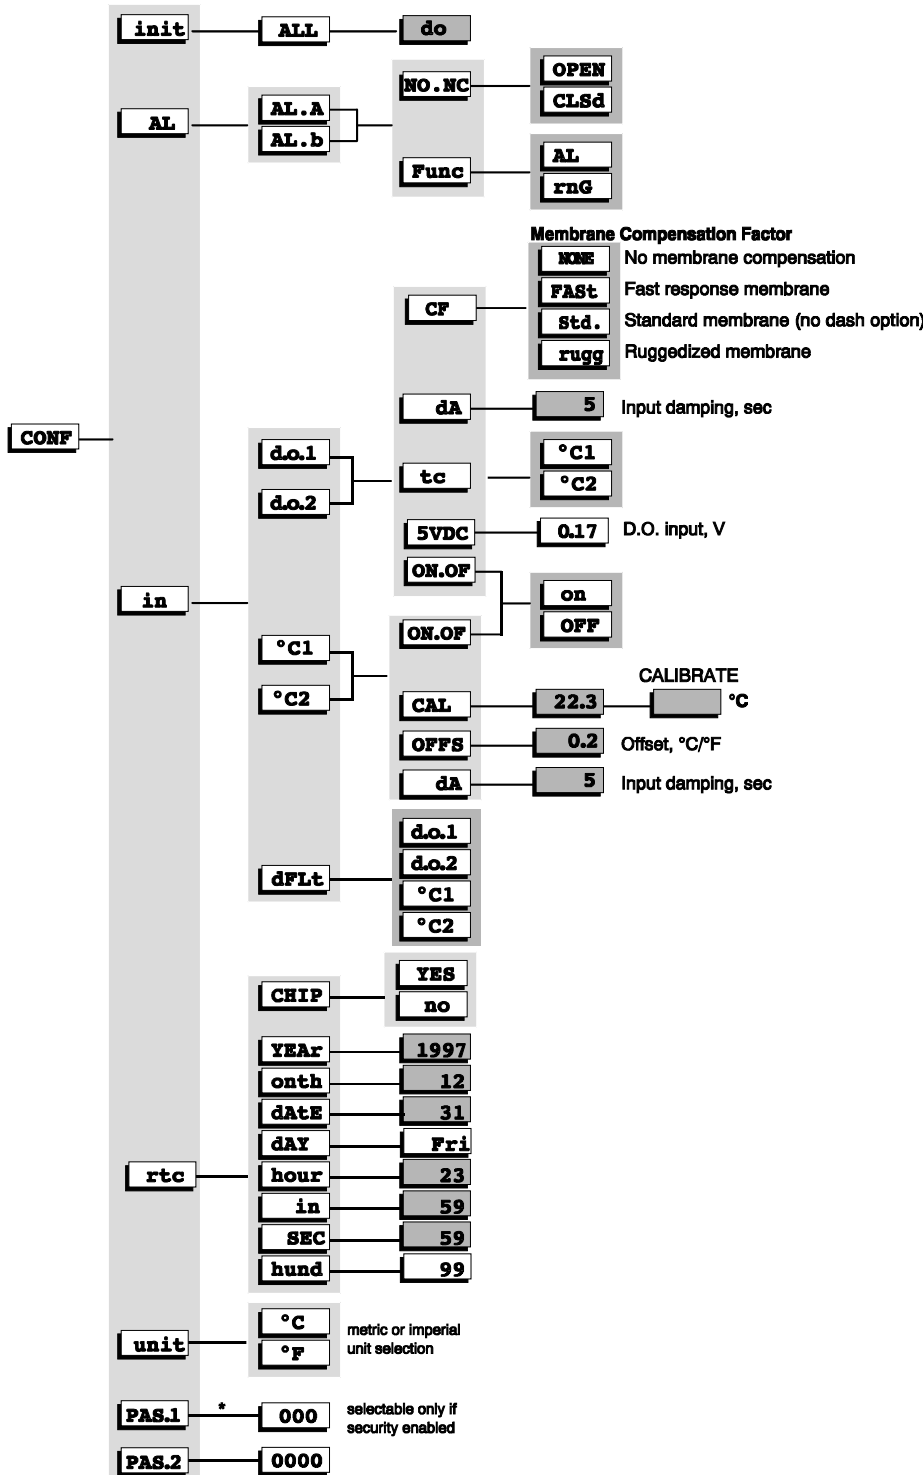 init ALL do
NO.NC OPEN
CLSd
AL AL.A
AL.b
Func AL
rnG
Membrane Compensation Factor
NONE No membrane compensation
CF FASt Fast response membrane
Std. Standard membrane (no dash option)
rugg Ruggedized membrane
dA 5 Input damping, sec
CONF
d.o.1 °C1
tc
d.o.2 °C2
5VDC 0.17 D.O. input, V
ON.OF
in on
ON.OF OFF
°C1
°C2
CALIBRATE
CAL 22.3 °C
OFFS 0.2 Offset, °C/°F
dA 5 Input damping, sec
d.o.1
d.o.2
dFLt
°C1
°C2
YES
CHIP
no
YEAr 1997
onth 12
dAtE 31
dAY Fri
rtc hour 23
in 59
SEC 59
hund 99
°C metric or imperial
unit °F unit selection
PAS.1 * 000 selectable only if
security enabled
PAS.2 0000